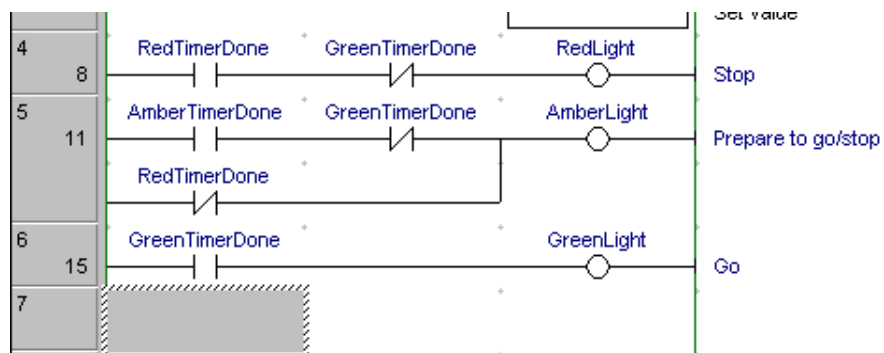 Set Value
4 RedTimerDone GreenTimerDone RedLight
8 Stop
5 AmberTimerDone GreenTimerDone AmberLight
11 Prepare to go/stop
RedTimerDone
6 GreenTimerDone GreenLight
15 Go
7